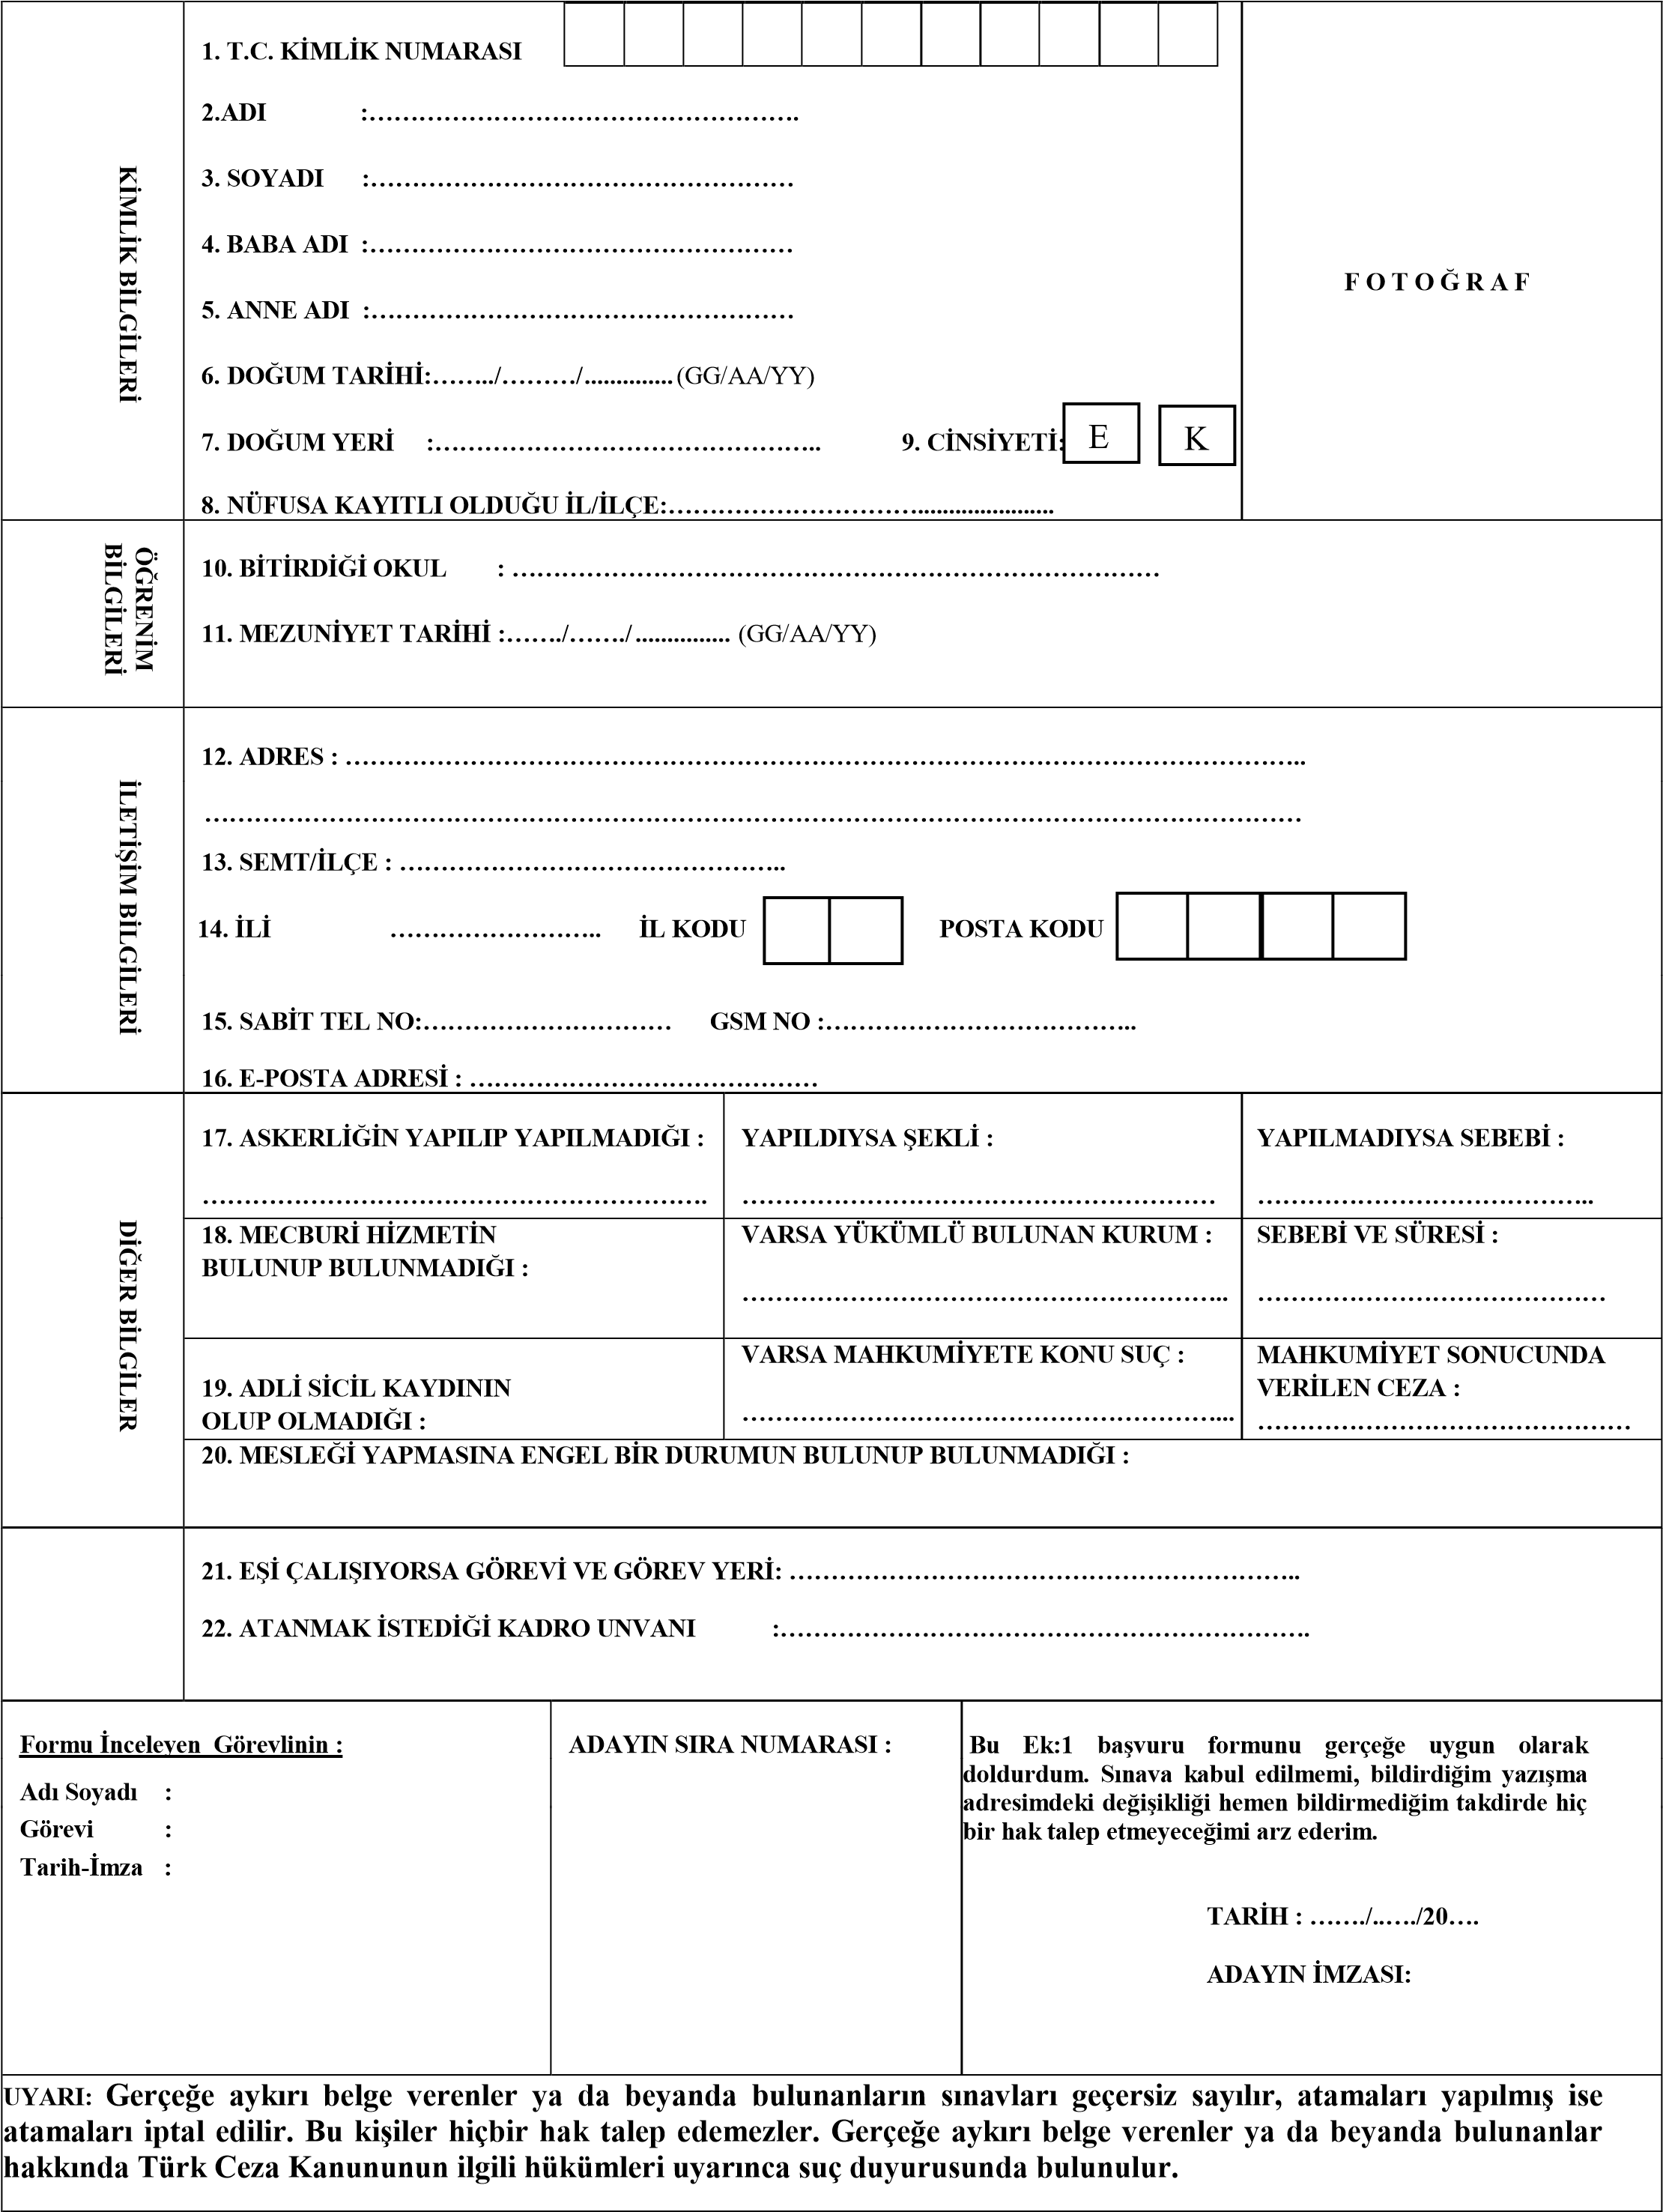 1. T.C. KİMLİK NUMARASI
2.ADI :…………………………………………….
3. SOYADI :……………………………………………
4. BABA ADI :……………………………………………
5. ANNE ADI :……………………………………………
6. DOĞUM TARİHİ:……../………/.............. (GG/AA/YY)
7. DOĞUM YERİ :……………………………………….. 9. CİNSİYETİ: E K
8. NÜFUSA KAYITLI OLDUĞU İL/İLÇE:…………………………......................
KİMLİK BİLGİLERİ
F O T O Ğ R A F
ÖĞRENİM
BİLGİLERİ
10. BİTİRDİĞİ OKUL : ……………………………………………………………………
11. MEZUNİYET TARİHİ :……./……./ ............... (GG/AA/YY)
İLETİŞİM BİLGİLERİ
12. ADRES : ……………………………………………………………………………………………………..
……………………………………………………………………………………………………………………
13. SEMT/İLÇE : ………………………………………..
14. İLİ …………………….. İL KODU POSTA KODU
15. SABİT TEL NO:………………………… GSM NO :………………………………..
16. E-POSTA ADRESİ : ……………………………………
DİĞER BİLGİLER
17. ASKERLİĞİN YAPILIP YAPILMADIĞI : YAPILDIYSA ŞEKLİ : YAPILMADIYSA SEBEBİ :
……………………………………………………. ………………………………………………… …………………………………..
18. MECBURİ HİZMETİN
BULUNUP BULUNMADIĞI :
VARSA YÜKÜMLÜ BULUNAN KURUM :
…………………………………………………..
SEBEBİ VE SÜRESİ :
……………………………………
19. ADLİ SİCİL KAYDININ
OLUP OLMADIĞI :
VARSA MAHKUMİYETE KONU SUÇ :
…………………………………………………...
MAHKUMİYET SONUCUNDA
VERİLEN CEZA :
………………………………………
20. MESLEĞİ YAPMASINA ENGEL BİR DURUMUN BULUNUP BULUNMADIĞI :
21. EŞİ ÇALIŞIYORSA GÖREVİ VE GÖREV YERİ: ……………………………………………………..
22. ATANMAK İSTEDİĞİ KADRO UNVANI :……………………………………………………….
Formu İnceleyen Görevlinin :
Adı Soyadı :
Görevi :
Tarih-İmza :
ADAYIN SIRA NUMARASI :
Bu Ek:1 başvuru formunu gerçeğe uygun olarak
doldurdum. Sınava kabul edilmemi, bildirdiğim yazışma
adresimdeki değişikliği hemen bildirmediğim takdirde hiç
bir hak talep etmeyeceğimi arz ederim.
TARİH : ……./..…./20….
ADAYIN İMZASI:
UYARI: Gerçeğe aykırı belge verenler ya da beyanda bulunanların sınavları geçersiz sayılır, atamaları yapılmış ise
atamaları iptal edilir. Bu kişiler hiçbir hak talep edemezler. Gerçeğe aykırı belge verenler ya da beyanda bulunanlar
hakkında Türk Ceza Kanununun ilgili hükümleri uyarınca suç duyurusunda bulunulur.